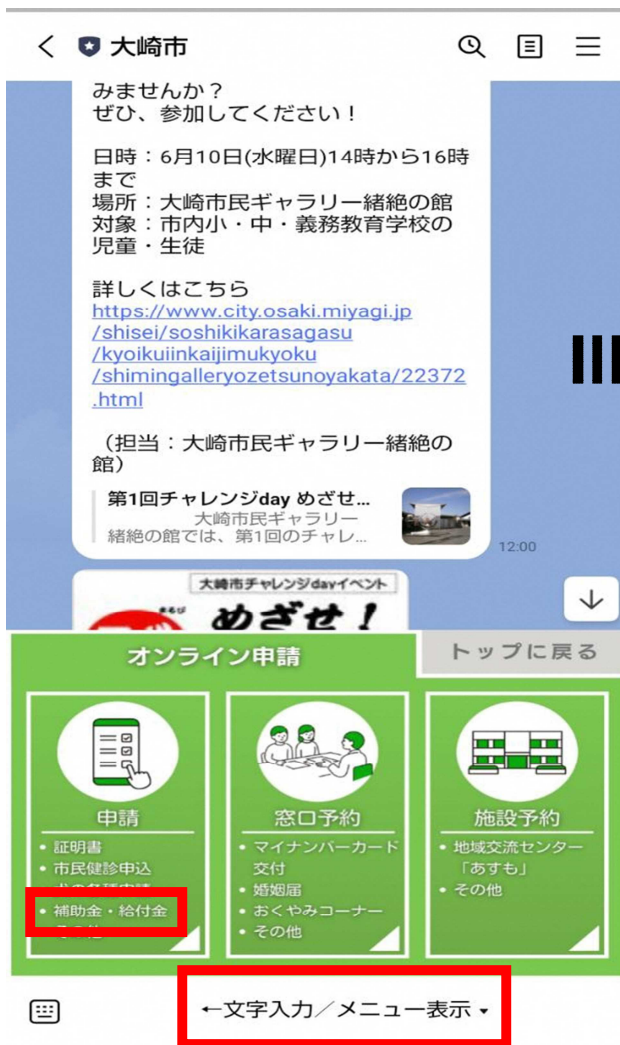 大崎市
みませんか？
ぜひ、参加してください！
日時：6月10日(水曜日)14時から16時
まで
場所：大崎市民ギャラリー緒絶の館
対象：市内小・中・義務教育学校の
児童・生徒
詳しくはこちら
https://www.city.osaki.miyagi.jp
/shisei/soshikikarasagasu
/kyoikuiinkaijimukyoku
/shimingalleryozetsunoyakata/22372
.html
（担当：大崎市民ギャラリー緒絶の
館）
第1回チャレンジday めざせ...
大崎市民ギャラリー
緒絶の館では、第1回のチャレ...
12:00
大崎市チャレンジdayイベント
めざせ！
オンライン申請
トップに戻る
申請
・証明書
・市民健診申込
・補助金・給付金
窓口予約
・マイナンバーカード
交付
・婚姻届
・おくやみコーナー
・その他
施設予約
・地域交流センター
「あすも」
・その他
←文字入力／メニュー表示▼